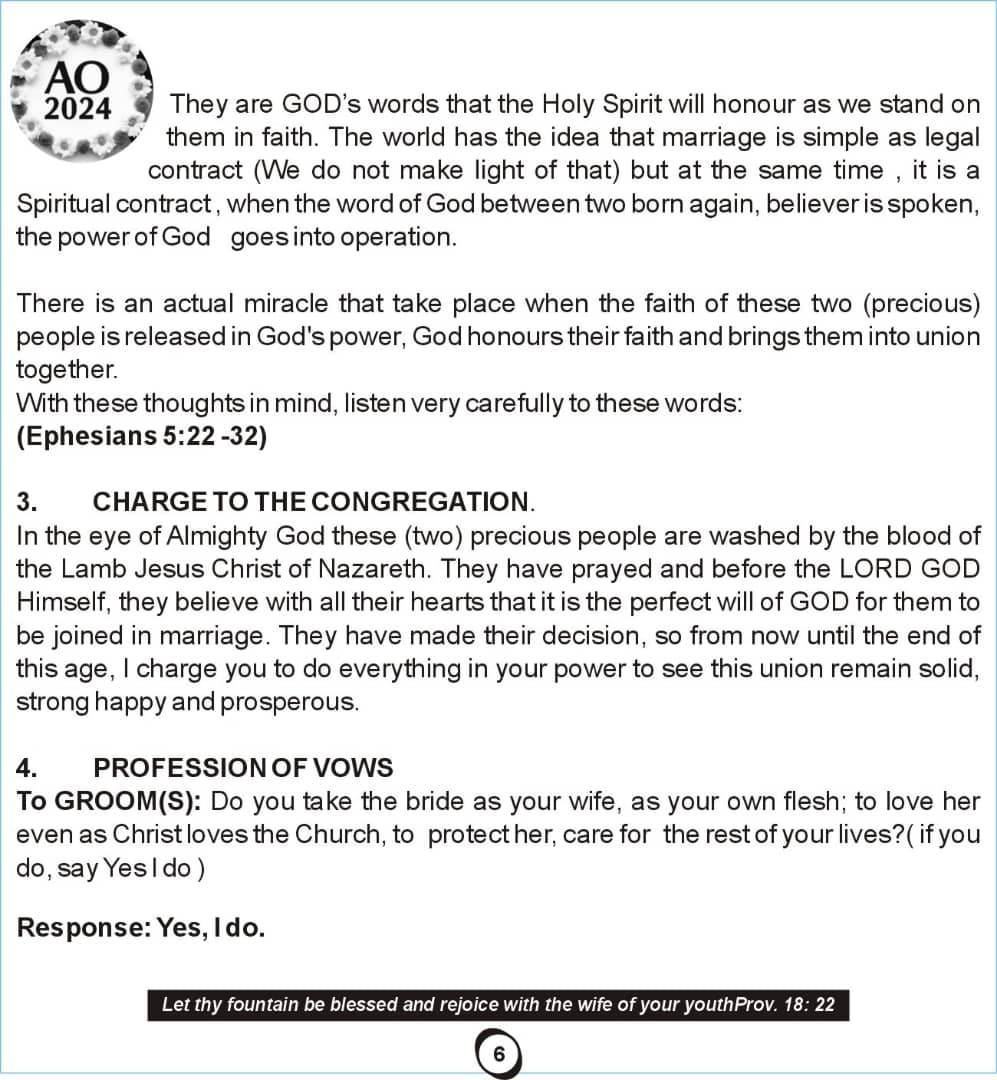 AO
2024
They are GOD’s words that the Holy Spirit will honour as we stand on
them in faith. The world has the idea that marriage is simple as legal
contract (We do not make light of that) but at the same time , it is a
Spiritual contract, when the word of God between two born again, believer is spoken,
the power of God goes into operation.
There is an actual miracle that take place when the faith of these two (precious)
people is released in God's power, God honours their faith and brings them into union
together.
With these thoughts in mind, listen very carefully to these words:
(Ephesians 5:22 -32)
3. CHARGE TO THE CONGREGATION.
In the eye of Almighty God these (two) precious people are washed by the blood of
the Lamb Jesus Christ of Nazareth. They have prayed and before the LORD GOD
Himself, they believe with all their hearts that it is the perfect will of GOD for them to
be joined in marriage. They have made their decision, so from now until the end of
this age, I charge you to do everything in your power to see this union remain solid,
strong happy and prosperous.
4. PROFESSION OF VOWS
To GROOM(S): Do you take the bride as your wife, as your own flesh; to love her
even as Christ loves the Church, to protect her, care for the rest of your lives?( if you
do, say Yes I do )
Response: Yes, I do.
Let thy fountain be blessed and rejoice with the wife of your youthProv. 18: 22
6